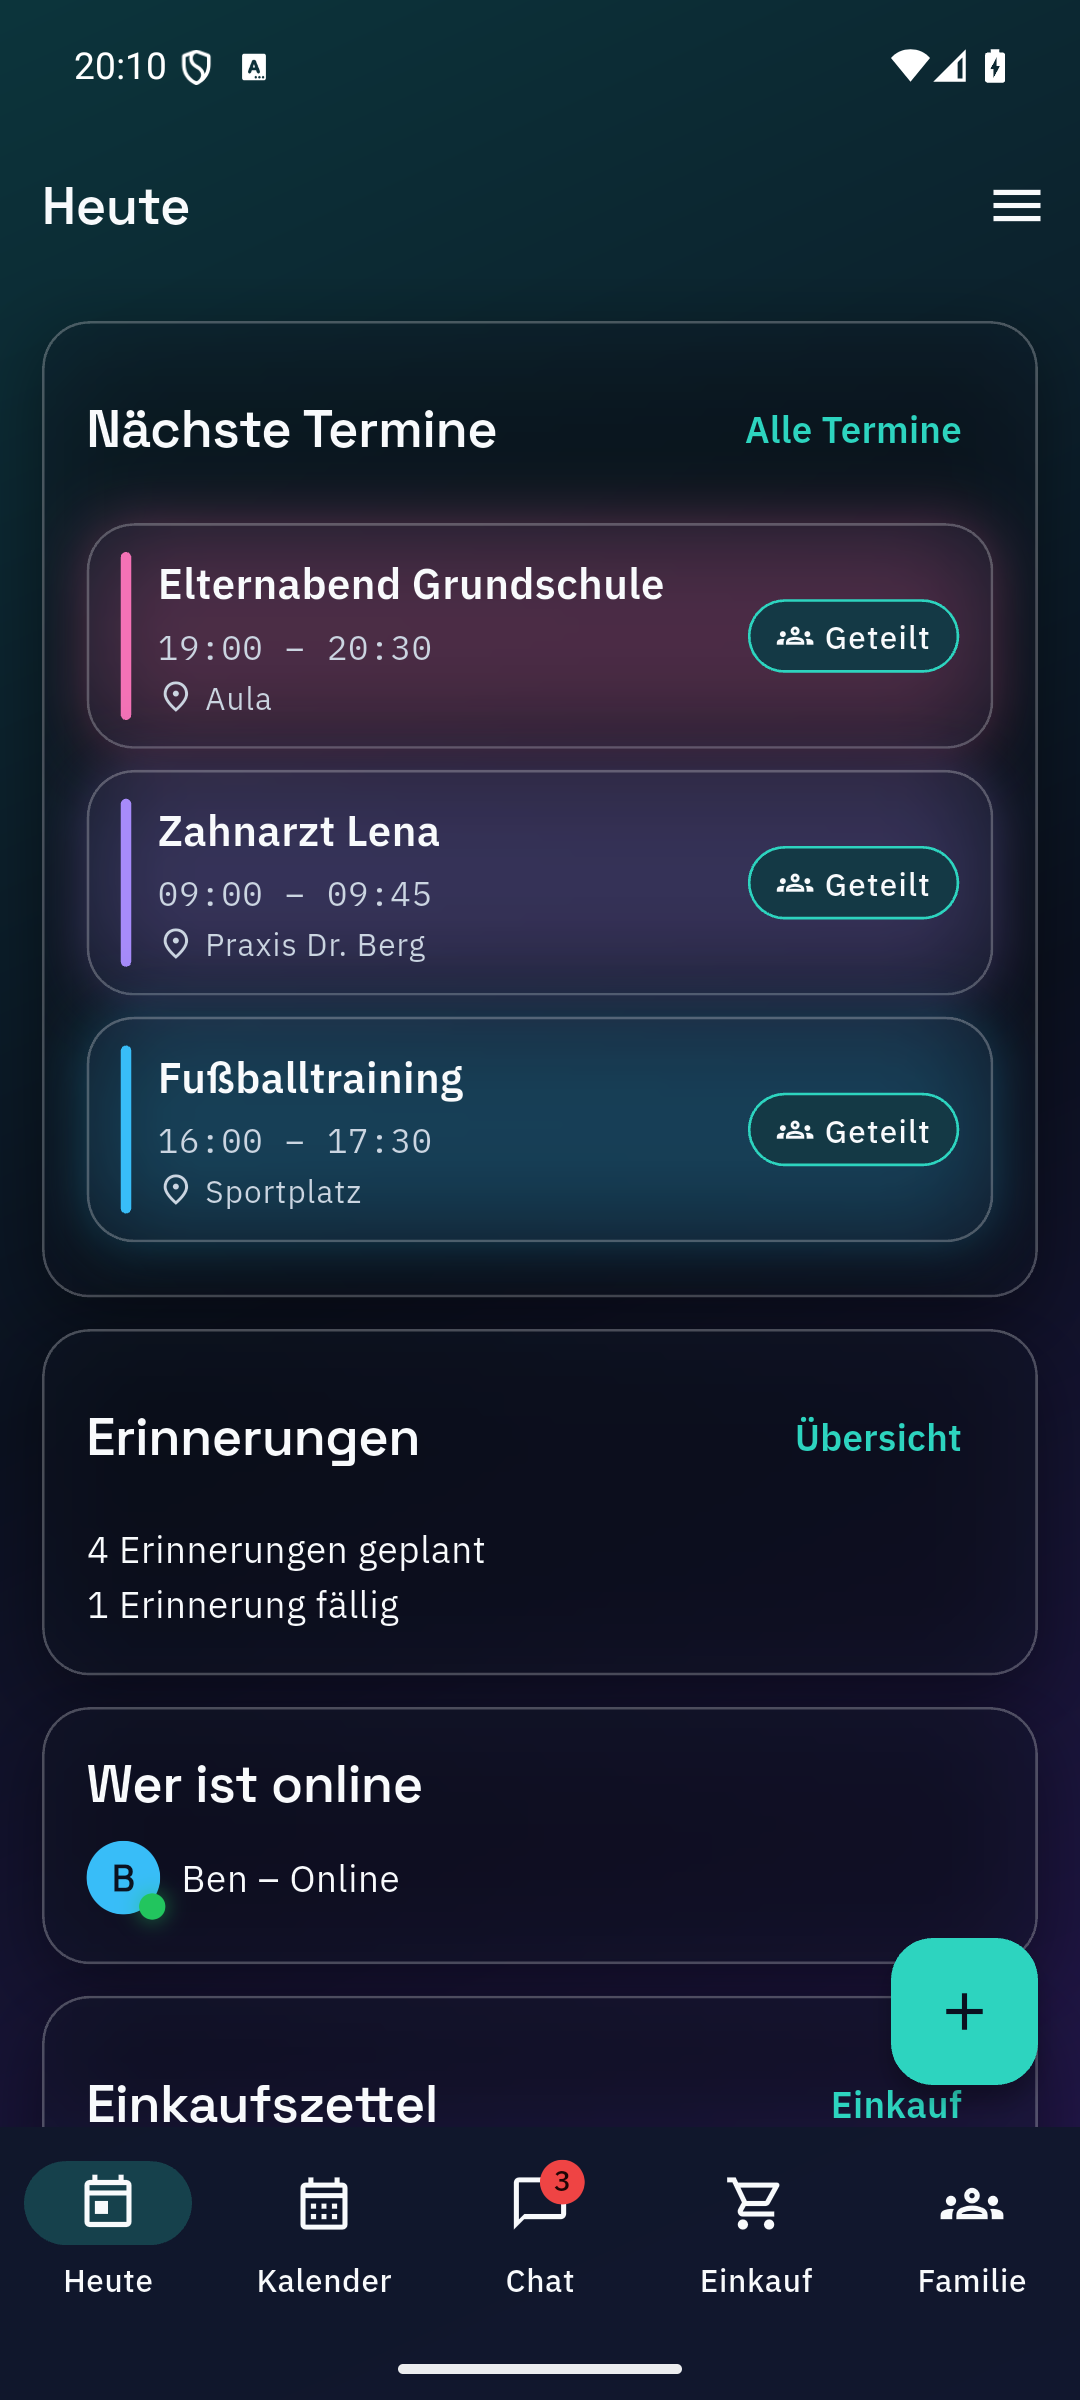 20:10
Heute
Nächste Termine
Alle Termine
Elternabend Grundschule
19:00 – 20:30
Aula
Geteilt
Zahnarzt Lena
09:00 – 09:45
Praxis Dr. Berg
Geteilt
Fußballtraining
16:00 – 17:30
Sportplatz
Geteilt
Erinnerungen
Übersicht
4 Erinnerungen geplant
1 Erinnerung fällig
Wer ist online
B
Ben – Online
+
Einkaufszettel
Einkauf
3
Heute
Kalender
Chat
Einkauf
Familie